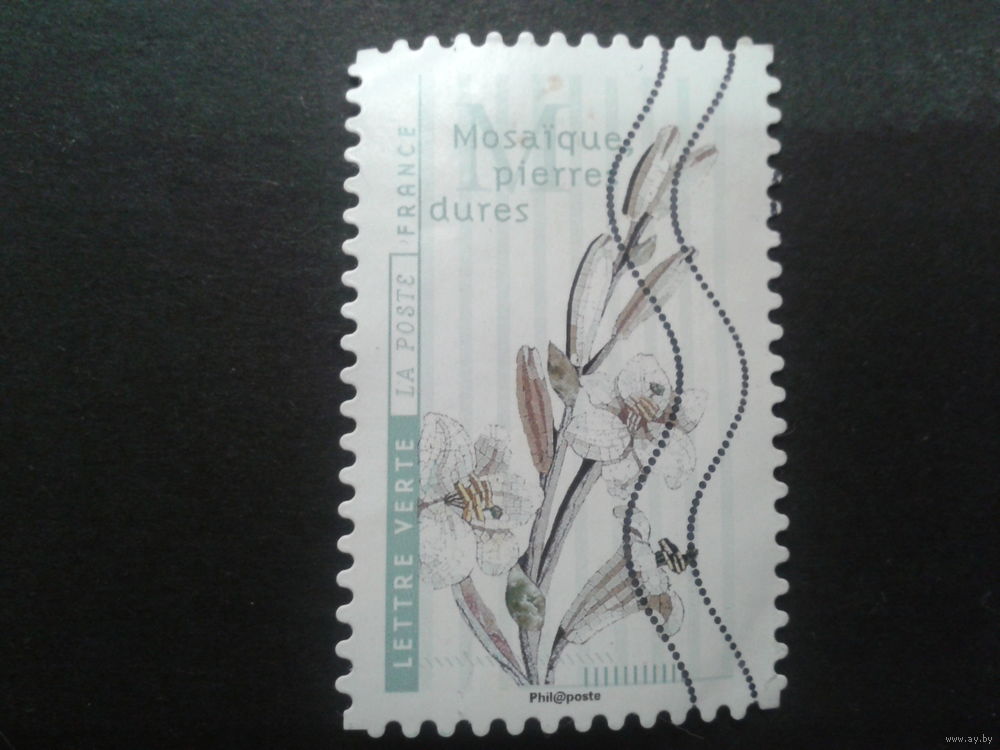 M
Mosaïque
pierres
dures
LETTRE VERTE LA POSTE FRANCE
Phil@poste
www.ay.by